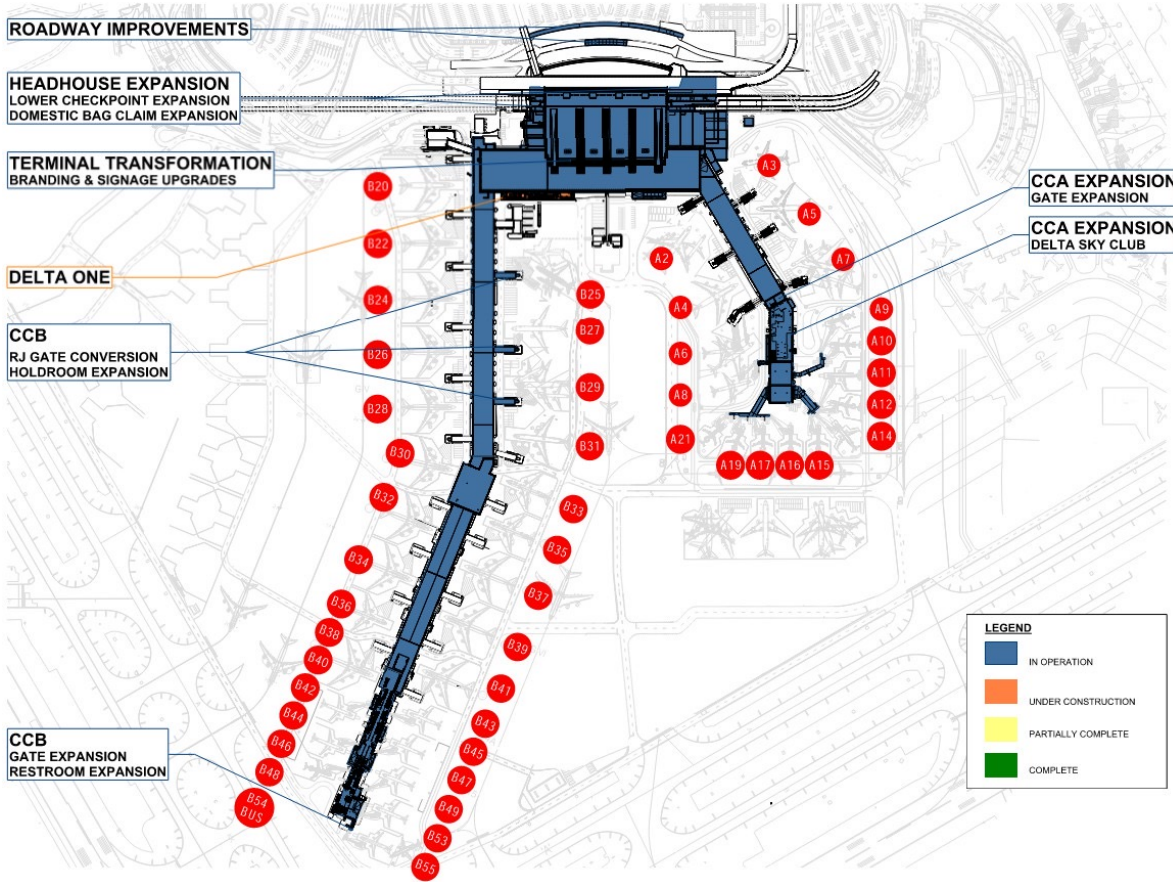 ROADWAY IMPROVEMENTS
HEADHOUSE EXPANSION
LOWER CHECKPOINT EXPANSION
DOMESTIC BAG CLAIM EXPANSION
TERMINAL TRANSFORMATION
BRANDING & SIGNAGE UPGRADES
DELTA ONE
CCB
RJ GATE CONVERSION
HOLDROOM EXPANSION
CCB
GATE EXPANSION
RESTROOM EXPANSION
CCA EXPANSION
GATE EXPANSION
CCA EXPANSION
DELTA SKY CLUB
B20
B22
B24
B26
B28
B30
B32
B34
B36
B38
B40
B42
B44
B46
B48
B54
BUS
B25
B27
B29
B31
B33
B35
B37
B39
B41
B43
B45
B47
B49
B53
B55
A2
A4
A6
A8
A21
A3
A5
A7
A9
A10
A11
A12
A14
A19
A17
A16
A15
LEGEND
IN OPERATION
UNDER CONSTRUCTION
PARTIALLY COMPLETE
COMPLETE